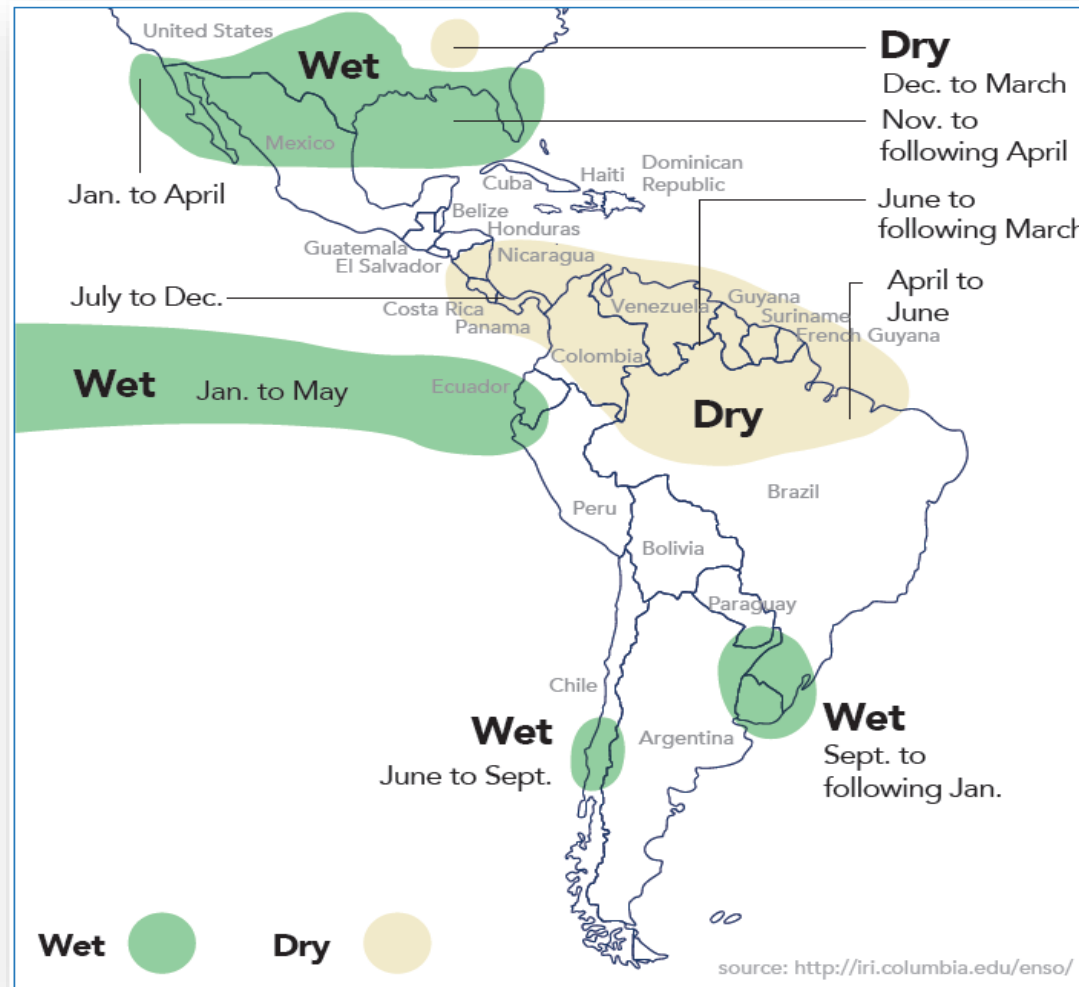 United States
Wet
Dry
Dec. to March
Nov. to
following April
Mexico
Jan. to April
Cuba
Haiti
Dominican
Republic
June to
following March
Belize
Honduras
Guatemala
Nicaragua
El Salvador
July to Dec.
Costa Rica
Panama
Venezuela
Guyana
Suriname
French Guyana
April to
June
Colombia
Wet
Jan. to May
Ecuador
Dry
Brazil
Peru
Bolivia
Paraguay
Chile
Wet
June to Sept.
Argentina
Wet
Sept. to
following Jan.
Wet
Dry
source: http://iri.columbia.edu/enso/